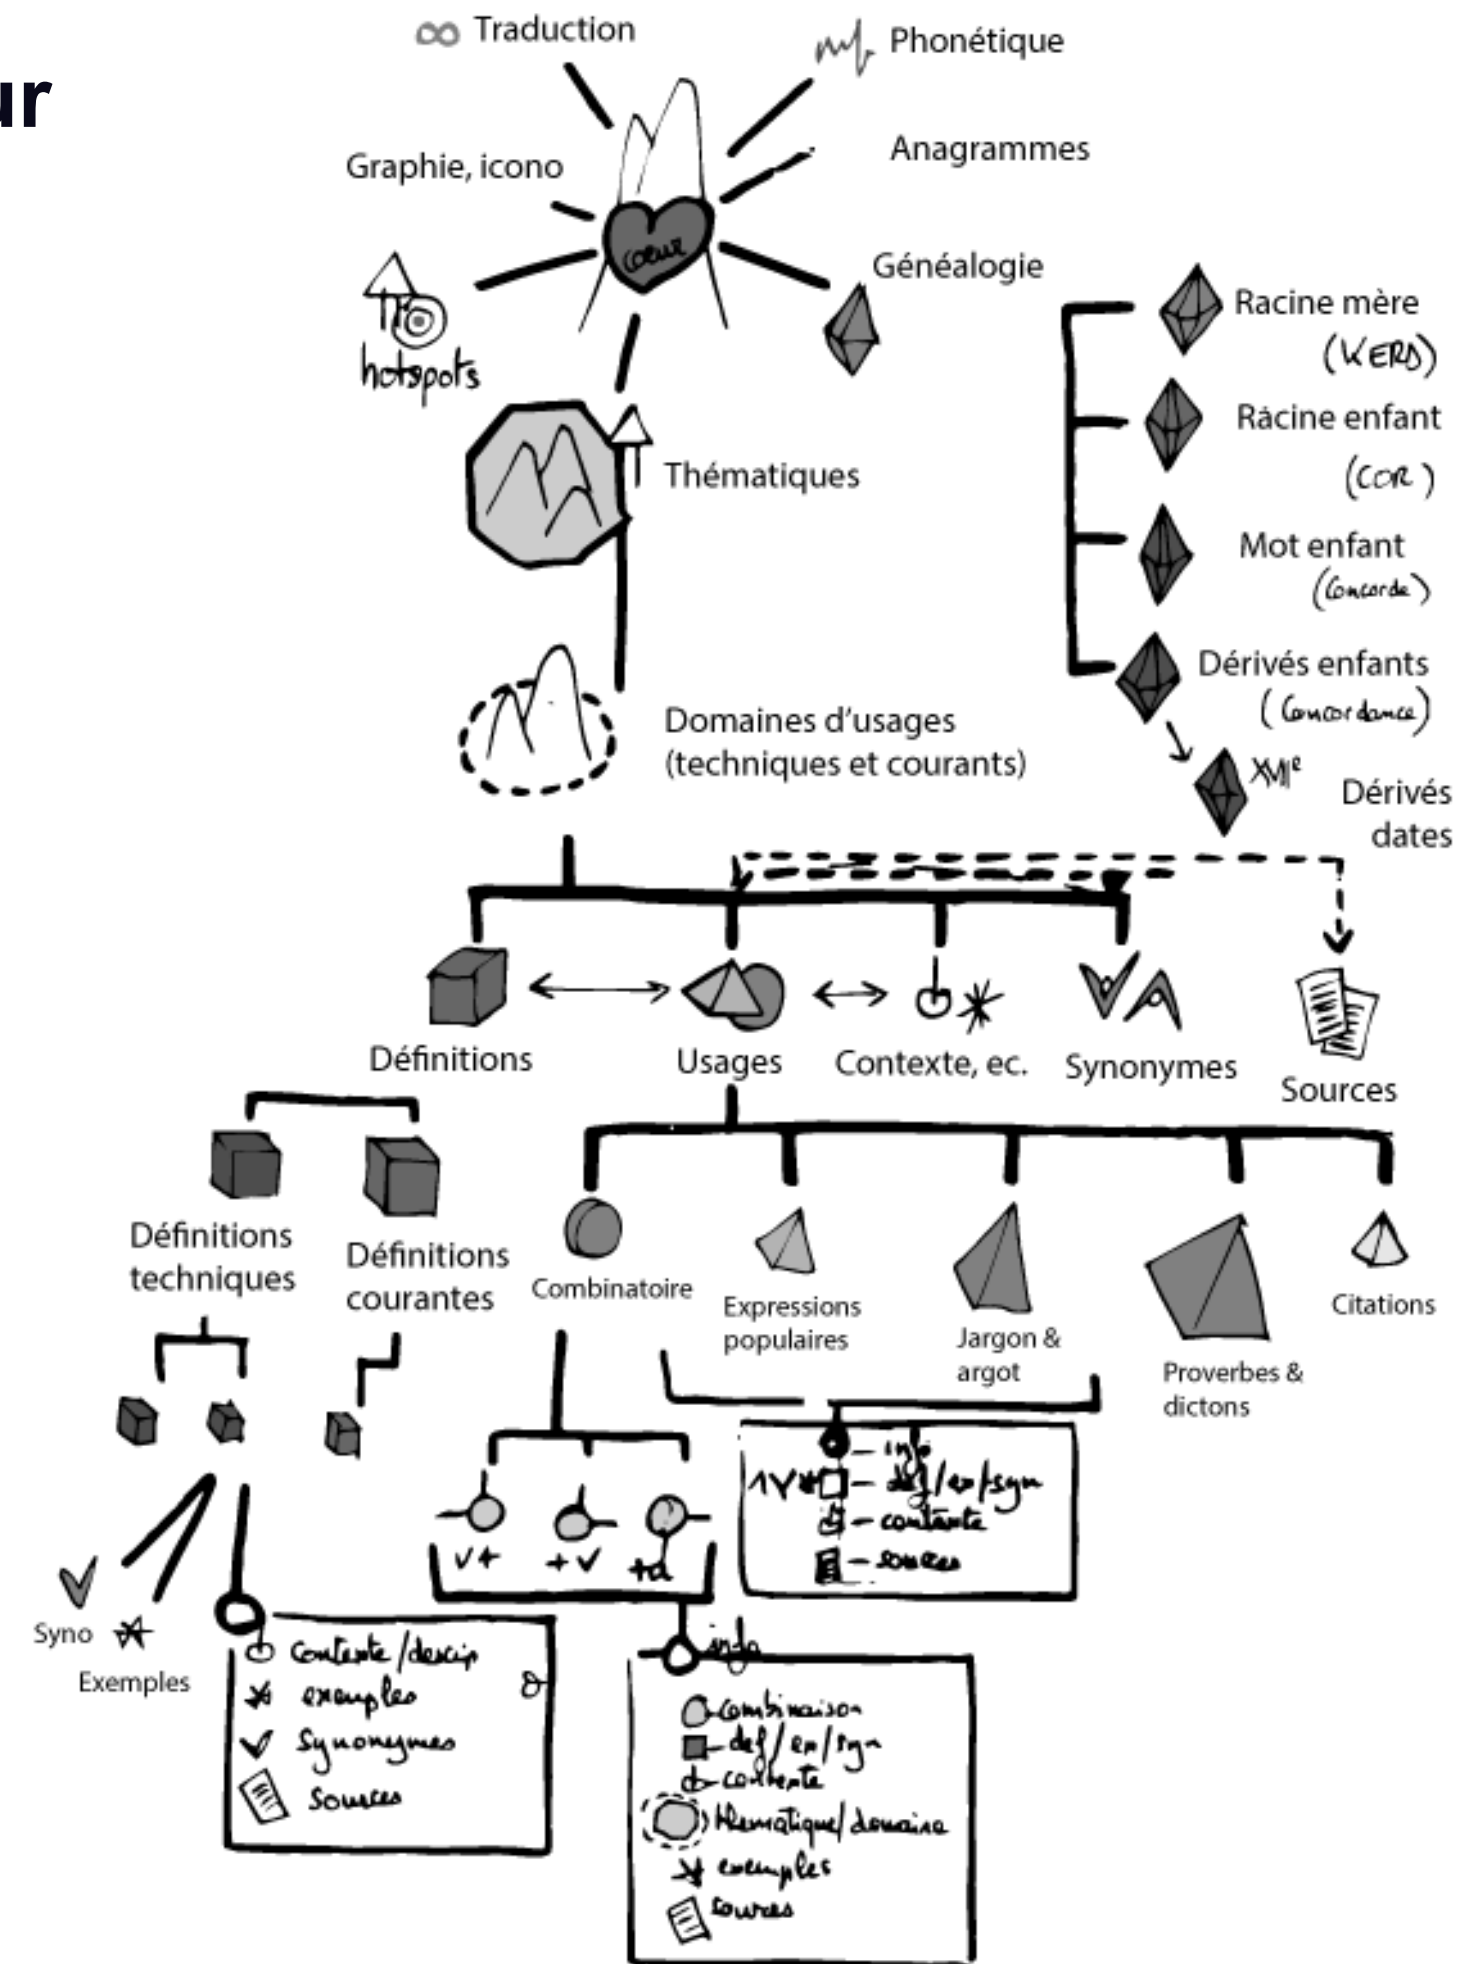 ur
Traduction
Phonétique
Graphie, icono
Anagrammes
coeur
Généalogie
hotspots
Racine mère
(KERD)
Racine enfant
(COR)
Thématiques
Mot enfant
(Concorde)
Dérivés enfants
(Concordance)
Domaines d'usages
(techniques et courants)
XVIIe
Dérivés
dates
Définitions
Usages
Contexte, ec.
Synonymes
Sources
Définitions
techniques
Définitions
courantes
Combinatoire
Expressions
populaires
Jargon &
argot
Proverbes &
dictons
Citations
info
def/ex/syn
contexte
sources
Syno
Exemples
contexte/descip
exemples
synonymes
sources
info
combinaison
def/ex/syn
contexte
thématique/domaine
exemples
sources